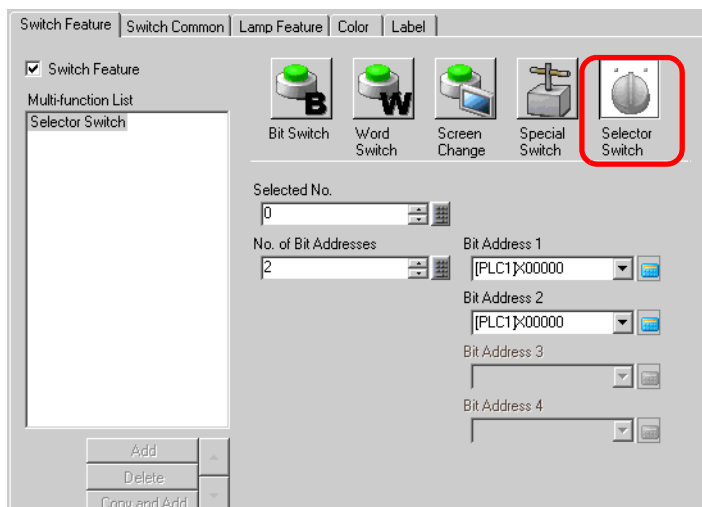 Switch Feature Switch Common Lamp Feature Color Label
Switch Feature
Multi-function List
Selector Switch
B
W
Bit Switch
Word
Switch
Screen
Change
Special
Switch
Selector
Switch
Selected No.
0
No. of Bit Addresses
2
Bit Address 1
[PLC1]X00000
Bit Address 2
[PLC1]X00000
Bit Address 3
Bit Address 4
Add
Delete
Copy and Add